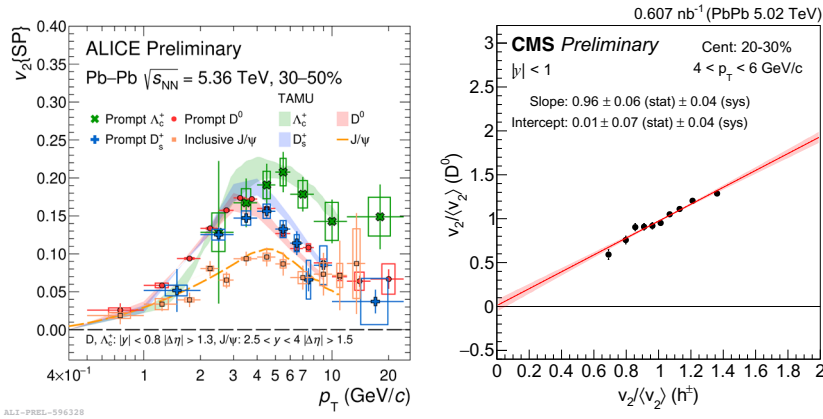 ALICE Preliminary
Pb–Pb √sNN = 5.36 TeV, 30–50%
TAMU
Prompt Λc+
Prompt D0
Λc+
D0
Prompt Ds+
Inclusive J/ψ
Ds+
J/ψ
v2{SP}
0.40
0.35
0.30
0.25
0.20
0.15
0.10
0.05
0.00
D, Λc+: |y| < 0.8 |Δη| > 1.3, J/ψ: 2.5 < y < 4 |Δη| > 1.5
4×10−1 1 2 3 4 5 6 7 10 20
pT (GeV/c)
ALI-PREL-596328
0.607 nb-1 (PbPb 5.02 TeV)
CMS Preliminary
Cent: 20-30%
|y| < 1
4 < pT < 6 GeV/c
Slope: 0.96 ± 0.06 (stat) ± 0.04 (sys)
Intercept: 0.01 ± 0.07 (stat) ± 0.04 (sys)
v2/⟨v2⟩ (D0)
3
2.5
2
1.5
1
0.5
0
−0.5
0 0.2 0.4 0.6 0.8 1 1.2 1.4 1.6 1.8 2
v2/⟨v2⟩ (h±)